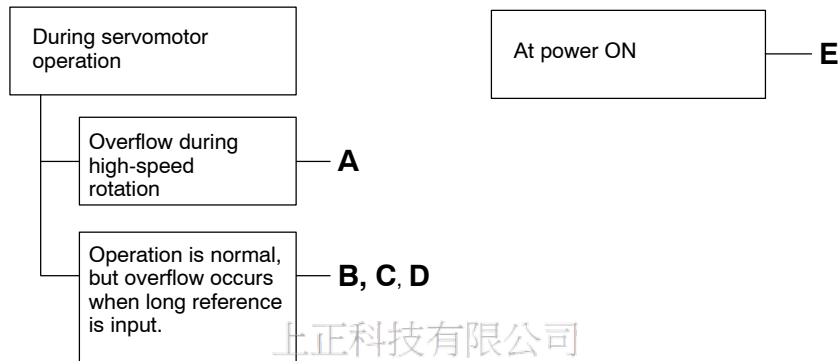 During servomotor
operation
At power ON
E
Overflow during
high-speed
rotation
A
Operation is normal,
but overflow occurs
when long reference
is input.
B, C, D
上正科技有限公司